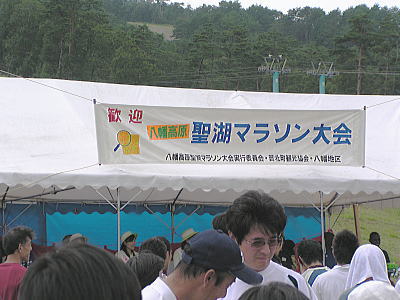 歓迎
八幡高原 聖湖マラソン大会
八幡高原聖湖マラソン大会実行委員会・芸北町観光協会・八幡地区